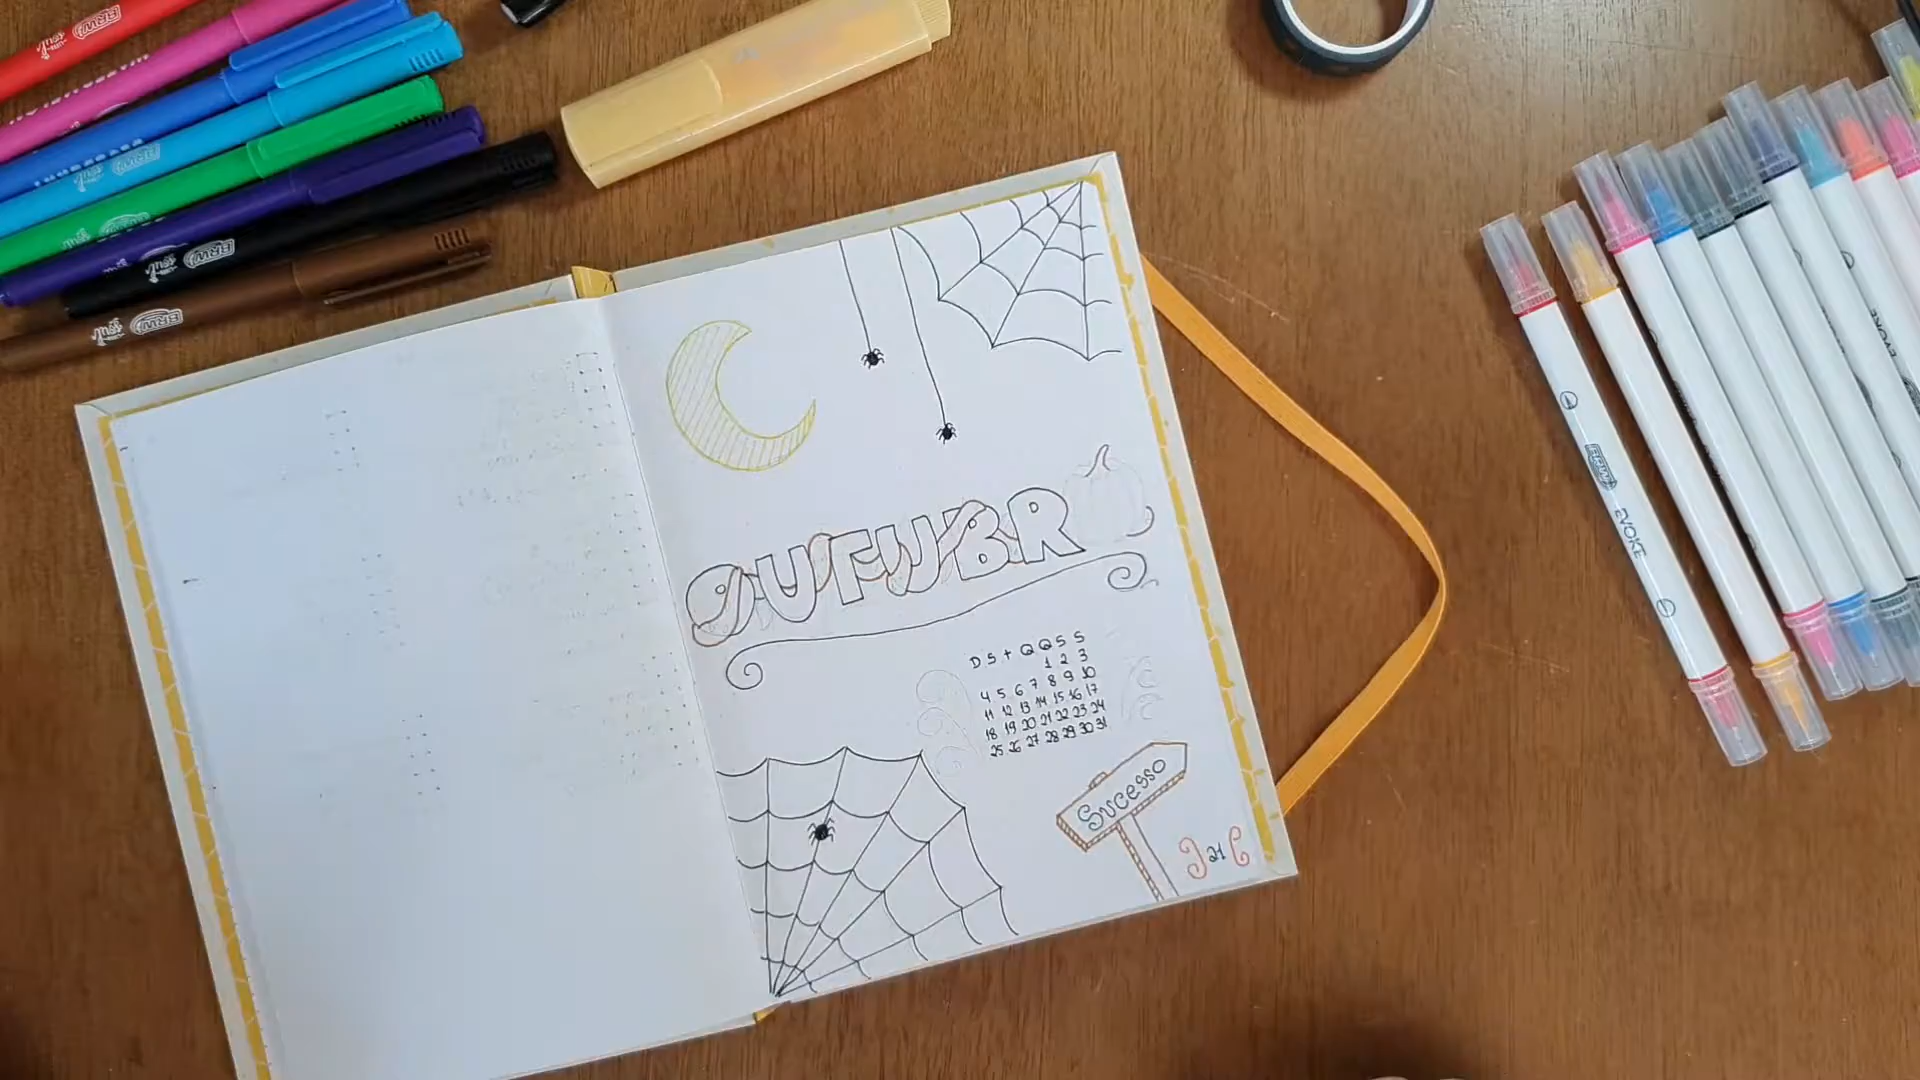 OUTUBR
D S T Q Q S S
1 2 3
4 5 6 7 8 9 10
11 12 13 14 15 16 17
18 19 20 21 22 23 24
25 26 27 28 29 30 31
Sucesso
BRW
EVOKE
BRW
BRW
BRW
BRW
EVOKE